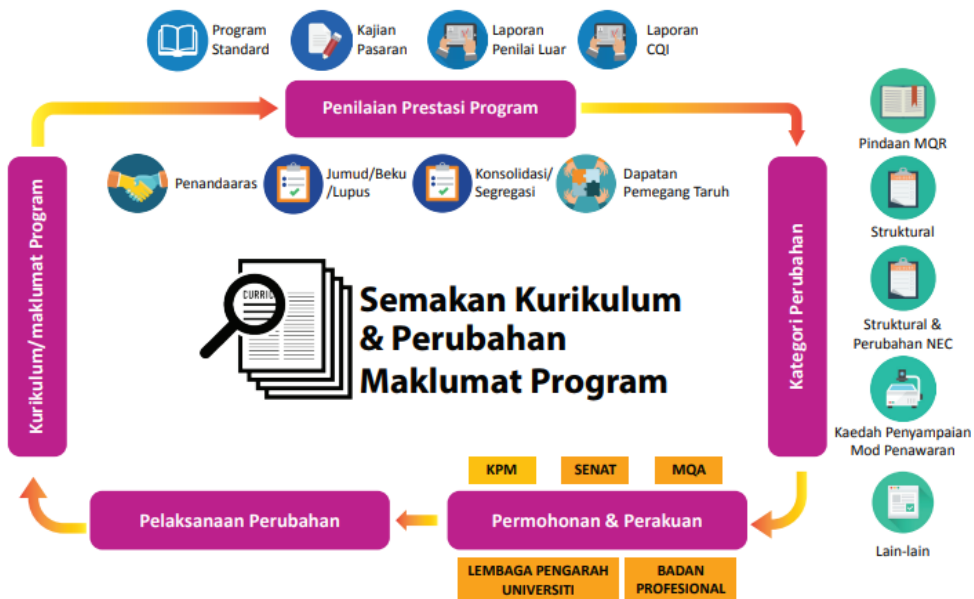 Program
Standard
Kajian
Pasaran
Laporan
Penilai Luar
Laporan
CQI
Penilaian Prestasi Program
Penandaaras
Jumud/Beku
/Lupus
Konsolidasi/
Segregasi
Dapatan
Pemegang Taruh
Kurikulum/maklumat Program
CURRIC
Semakan Kurikulum
& Perubahan
Maklumat Program
Kategori Perubahan
Pindaan MQR
Struktural
Struktural &
Perubahan NEC
Kaedah Penyampaian
Mod Penawaran
Lain-lain
KPM
SENAT
MQA
Permohonan & Perakuan
LEMBAGA PENGARAH
UNIVERSITI
BADAN
PROFESIONAL
Pelaksanaan Perubahan